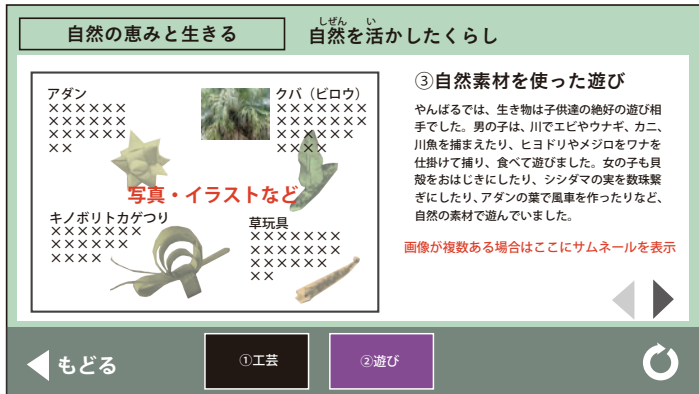 自然の恵みと生きる
しぜん い
自然を活かしたくらし
アダン
××××××
××××××
××××××
××
クバ（ビロウ）
×××××××
×××××××
××××××
××××
写真・イラストなど
キノボリトカゲつり
×××××××
××××××
××××
草玩具
×××××××
×××××××
××××××
××
③自然素材を使った遊び
やんばるでは、生き物は子供達の絶好の遊び相
手でした。男の子は、川でエビやウナギ、カニ、
川魚を捕まえたり、ヒヨドリやメジロをワナを
仕掛けて捕り、食べて遊びました。女の子も貝
殻をおはじきにしたり、シシダマの実を数珠繋
ぎにしたり、アダンの葉で風車を作ったりなど、
自然の素材で遊んでいました。
画像が複数ある場合はここにサムネールを表示
もどる
①工芸
②遊び